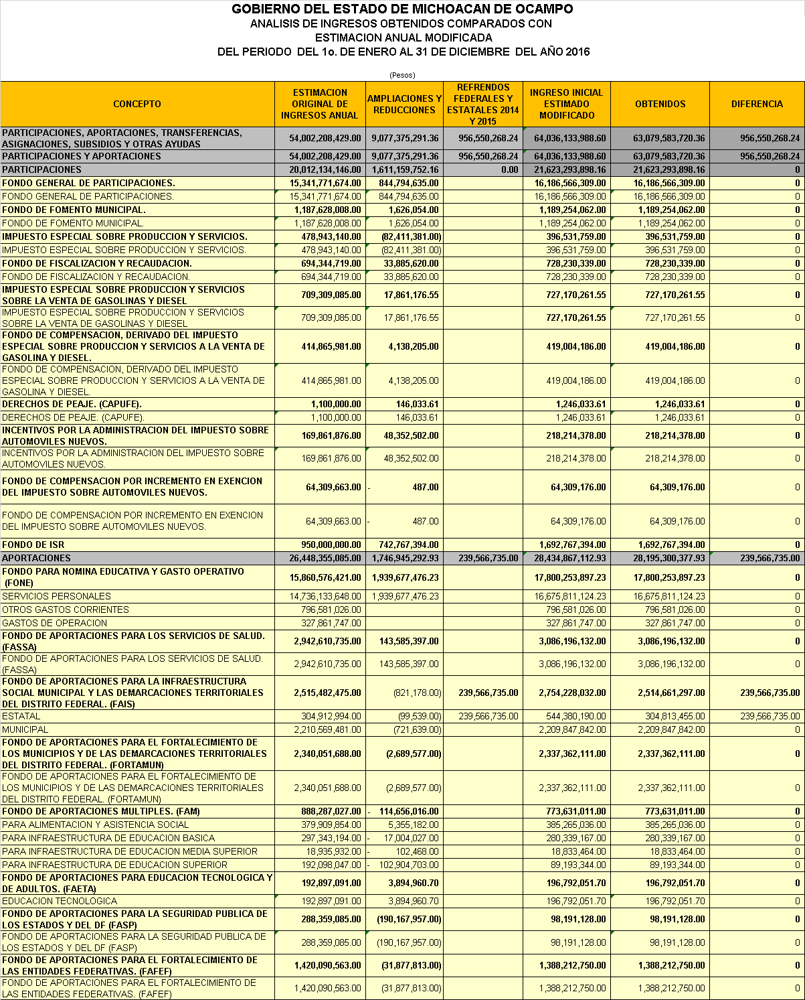 GOBIERNO DEL ESTADO DE MICHOACAN DE OCAMPO
ANALISIS DE INGRESOS OBTENIDOS COMPARADOS CON
ESTIMACION ANUAL MODIFICADA
DEL PERIODO DEL 1o. DE ENERO AL 31 DE DICIEMBRE DEL AÑO 2016
(Pesos)
CONCEPTO
ESTIMACION
ORIGINAL DE
INGRESOS ANUAL
AMPLIACIONES Y
REDUCCIONES
REFRENDOS
FEDERALES Y
ESTATALES 2014
Y 2015
INGRESO INICIAL
ESTIMADO
MODIFICADO
OBTENIDOS
DIFERENCIA
PARTICIPACIONES, APORTACIONES, TRANSFERENCIAS,
ASIGNACIONES, SUBSIDIOS Y OTRAS AYUDAS
54,002,208,429.00 9,077,375,291.36 956,550,268.24 64,036,133,988.60 63,079,583,720.36 956,550,268.24
PARTICIPACIONES Y APORTACIONES 54,002,208,429.00 9,077,375,291.36 956,550,268.24 64,036,133,988.60 63,079,583,720.36 956,550,268.24
PARTICIPACIONES 20,012,134,146.00 1,611,159,752.16 0.00 21,623,293,898.16 21,623,293,898.16 0
FONDO GENERAL DE PARTICIPACIONES. 15,341,771,674.00 844,794,635.00 16,186,566,309.00 16,186,566,309.00 0
FONDO GENERAL DE PARTICIPACIONES. 15,341,771,674.00 844,794,635.00 16,186,566,309.00 16,186,566,309.00 0
FONDO DE FOMENTO MUNICIPAL. 1,187,628,008.00 1,626,054.00 1,189,254,062.00 1,189,254,062.00 0
FONDO DE FOMENTO MUNICIPAL. 1,187,628,008.00 1,626,054.00 1,189,254,062.00 1,189,254,062.00 0
IMPUESTO ESPECIAL SOBRE PRODUCCION Y SERVICIOS. 478,943,140.00 (82,411,381.00) 396,531,759.00 396,531,759.00 0
IMPUESTO ESPECIAL SOBRE PRODUCCION Y SERVICIOS. 478,943,140.00 (82,411,381.00) 396,531,759.00 396,531,759.00 0
FONDO DE FISCALIZACION Y RECAUDACION. 694,344,719.00 33,885,620.00 728,230,339.00 728,230,339.00 0
FONDO DE FISCALIZACION Y RECAUDACION. 694,344,719.00 33,885,620.00 728,230,339.00 728,230,339.00 0
IMPUESTO ESPECIAL SOBRE PRODUCCION Y SERVICIOS
SOBRE LA VENTA DE GASOLINAS Y DIESEL
709,309,085.00 17,861,176.55 727,170,261.55 727,170,261.55 0
IMPUESTO ESPECIAL SOBRE PRODUCCION Y SERVICIOS
SOBRE LA VENTA DE GASOLINAS Y DIESEL
709,309,085.00 17,861,176.55 727,170,261.55 727,170,261.55 0
FONDO DE COMPENSACION, DERIVADO DEL IMPUESTO
ESPECIAL SOBRE PRODUCCION Y SERVICIOS A LA VENTA DE
GASOLINA Y DIESEL.
414,865,981.00 4,138,205.00 419,004,186.00 419,004,186.00 0
FONDO DE COMPENSACION, DERIVADO DEL IMPUESTO
ESPECIAL SOBRE PRODUCCION Y SERVICIOS A LA VENTA DE
GASOLINA Y DIESEL.
414,865,981.00 4,138,205.00 419,004,186.00 419,004,186.00 0
DERECHOS DE PEAJE. (CAPUFE). 1,100,000.00 146,033.61 1,246,033.61 1,246,033.61 0
DERECHOS DE PEAJE. (CAPUFE). 1,100,000.00 146,033.61 1,246,033.61 1,246,033.61 0
INCENTIVOS POR LA ADMINISTRACION DEL IMPUESTO SOBRE
AUTOMOVILES NUEVOS.
169,861,876.00 48,352,502.00 218,214,378.00 218,214,378.00 0
INCENTIVOS POR LA ADMINISTRACION DEL IMPUESTO SOBRE
AUTOMOVILES NUEVOS.
169,861,876.00 48,352,502.00 218,214,378.00 218,214,378.00 0
FONDO DE COMPENSACION POR INCREMENTO EN EXENCION
DEL IMPUESTO SOBRE AUTOMOVILES NUEVOS.
64,309,663.00 - 487.00 64,309,176.00 64,309,176.00 0
FONDO DE COMPENSACION POR INCREMENTO EN EXENCION
DEL IMPUESTO SOBRE AUTOMOVILES NUEVOS.
64,309,663.00 - 487.00 64,309,176.00 64,309,176.00 0
FONDO DE ISR 950,000,000.00 742,767,394.00 1,692,767,394.00 1,692,767,394.00 0
APORTACIONES 26,448,355,085.00 1,746,945,292.93 239,566,735.00 28,434,867,112.93 28,195,300,377.93 239,566,735.00
FONDO PARA NOMINA EDUCATIVA Y GASTO OPERATIVO
(FONE)
15,860,576,421.00 1,939,677,476.23 17,800,253,897.23 17,800,253,897.23 0
SERVICIOS PERSONALES 14,736,133,648.00 1,939,677,476.23 16,675,811,124.23 16,675,811,124.23 0
OTROS GASTOS CORRIENTES 796,581,026.00 796,581,026.00 796,581,026.00 0
GASTOS DE OPERACION 327,861,747.00 327,861,747.00 327,861,747.00 0
FONDO DE APORTACIONES PARA LOS SERVICIOS DE SALUD.
(FASSA)
2,942,610,735.00 143,585,397.00 3,086,196,132.00 3,086,196,132.00 0
FONDO DE APORTACIONES PARA LOS SERVICIOS DE SALUD.
(FASSA)
2,942,610,735.00 143,585,397.00 3,086,196,132.00 3,086,196,132.00 0
FONDO DE APORTACIONES PARA LA INFRAESTRUCTURA
SOCIAL MUNICIPAL Y LAS DEMARCACIONES TERRITORIALES
DEL DISTRITO FEDERAL. (FAIS)
2,515,482,475.00 (821,178.00) 239,566,735.00 2,754,228,032.00 2,514,661,297.00 239,566,735.00
ESTATAL 304,912,994.00 (99,539.00) 239,566,735.00 544,380,190.00 304,813,455.00 239,566,735.00
MUNICIPAL 2,210,569,481.00 (721,639.00) 2,209,847,842.00 2,209,847,842.00 0
FONDO DE APORTACIONES PARA EL FORTALECIMIENTO DE
LOS MUNICIPIOS Y DE LAS DEMARCACIONES TERRITORIALES
DEL DISTRITO FEDERAL. (FORTAMUN)
2,340,051,688.00 (2,689,577.00) 2,337,362,111.00 2,337,362,111.00 0
FONDO DE APORTACIONES PARA EL FORTALECIMIENTO DE
LOS MUNICIPIOS Y DE LAS DEMARCACIONES TERRITORIALES
DEL DISTRITO FEDERAL. (FORTAMUN)
2,340,051,688.00 (2,689,577.00) 2,337,362,111.00 2,337,362,111.00 0
FONDO DE APORTACIONES MULTIPLES. (FAM) 888,287,027.00 - 114,656,016.00 773,631,011.00 773,631,011.00 0
PARA ALIMENTACION Y ASISTENCIA SOCIAL 379,909,854.00 5,355,182.00 385,265,036.00 385,265,036.00 0
PARA INFRAESTRUCTURA DE EDUCACION BASICA 297,343,194.00 - 17,004,027.00 280,339,167.00 280,339,167.00 0
PARA INFRAESTRUCTURA DE EDUCACION MEDIA SUPERIOR 18,935,932.00 - 102,468.00 18,833,464.00 18,833,464.00 0
PARA INFRAESTRUCTURA DE EDUCACION SUPERIOR 192,098,047.00 - 102,904,703.00 89,193,344.00 89,193,344.00 0
FONDO DE APORTACIONES PARA EDUCACION TECNOLOGICA Y
DE ADULTOS. (FAETA)
192,897,091.00 3,894,960.70 196,792,051.70 196,792,051.70 0
EDUCACION TECNOLOGICA 192,897,091.00 3,894,960.70 196,792,051.70 196,792,051.70 0
FONDO DE APORTACIONES PARA LA SEGURIDAD PUBLICA DE
LOS ESTADOS Y DEL DF (FASP)
288,359,085.00 (190,167,957.00) 98,191,128.00 98,191,128.00 0
FONDO DE APORTACIONES PARA LA SEGURIDAD PUBLICA DE
LOS ESTADOS Y DEL DF (FASP)
288,359,085.00 (190,167,957.00) 98,191,128.00 98,191,128.00 0
FONDO DE APORTACIONES PARA EL FORTALECIMIENTO DE
LAS ENTIDADES FEDERATIVAS. (FAFEF)
1,420,090,563.00 (31,877,813.00) 1,388,212,750.00 1,388,212,750.00 0
FONDO DE APORTACIONES PARA EL FORTALECIMIENTO DE
LAS ENTIDADES FEDERATIVAS. (FAFEF)
1,420,090,563.00 (31,877,813.00) 1,388,212,750.00 1,388,212,750.00 0